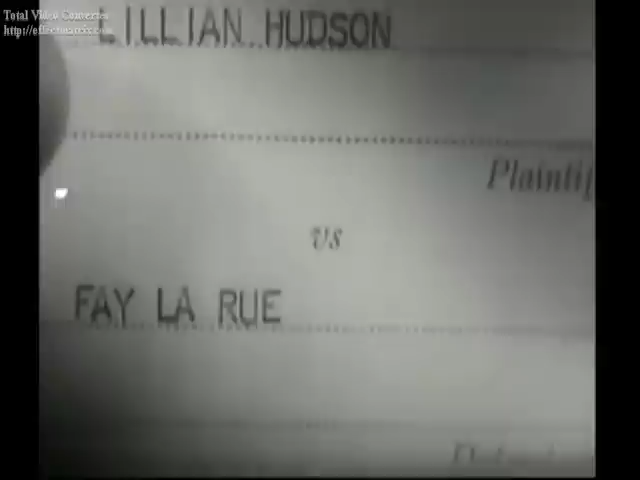 Total Video Converter
LILLIAN HUDSON
Plaintif
vs
FAY LA RUE